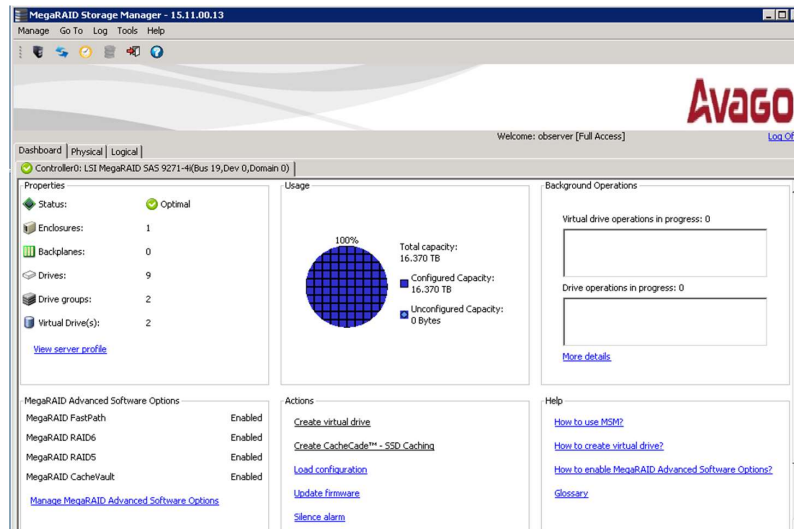 MegaRAID Storage Manager - 15.11.00.13
Manage Go To Log Tools Help
Avago
Welcome: observer [Full Access]
Log Of
Dashboard Physical Logical
Controller0: LSI MegaRAID SAS 9271-4i(Bus 19,Dev 0,Domain 0)
Properties
Status: Optimal
Enclosures: 1
Backplanes: 0
Drives: 9
Drive groups: 2
Virtual Drive(s): 2
View server profile
Usage
100%
Total capacity:
16.370 TB
Configured Capacity:
16.370 TB
Unconfigured Capacity:
0 Bytes
Background Operations
Virtual drive operations in progress: 0
Drive operations in progress: 0
More details
MegaRAID Advanced Software Options
MegaRAID FastPath Enabled
MegaRAID RAID6 Enabled
MegaRAID RAID5 Enabled
MegaRAID CacheVault Enabled
Manage MegaRAID Advanced Software Options
Actions
Create virtual drive
Create CacheCade™ - SSD Caching
Load configuration
Update firmware
Silence alarm
Help
How to use MSM?
How to create virtual drive?
How to enable MegaRAID Advanced Software Options?
Glossary